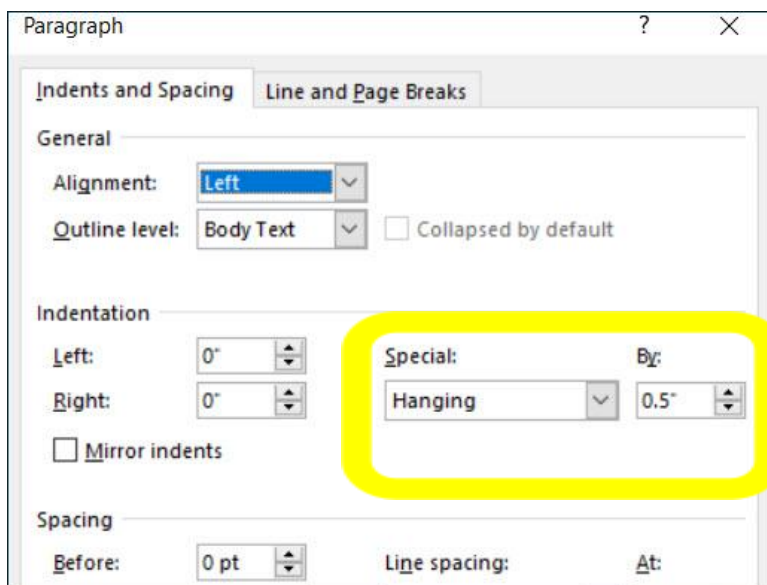 Paragraph ?
Indents and Spacing Line and Page Breaks
General
Alignment: Left
Outline level: Body Text Collapsed by default
Indentation
Left: 0" Special: By:
Right: 0" Hanging 0.5"
Mirror indents
Spacing
Before: 0 pt Line spacing: At: